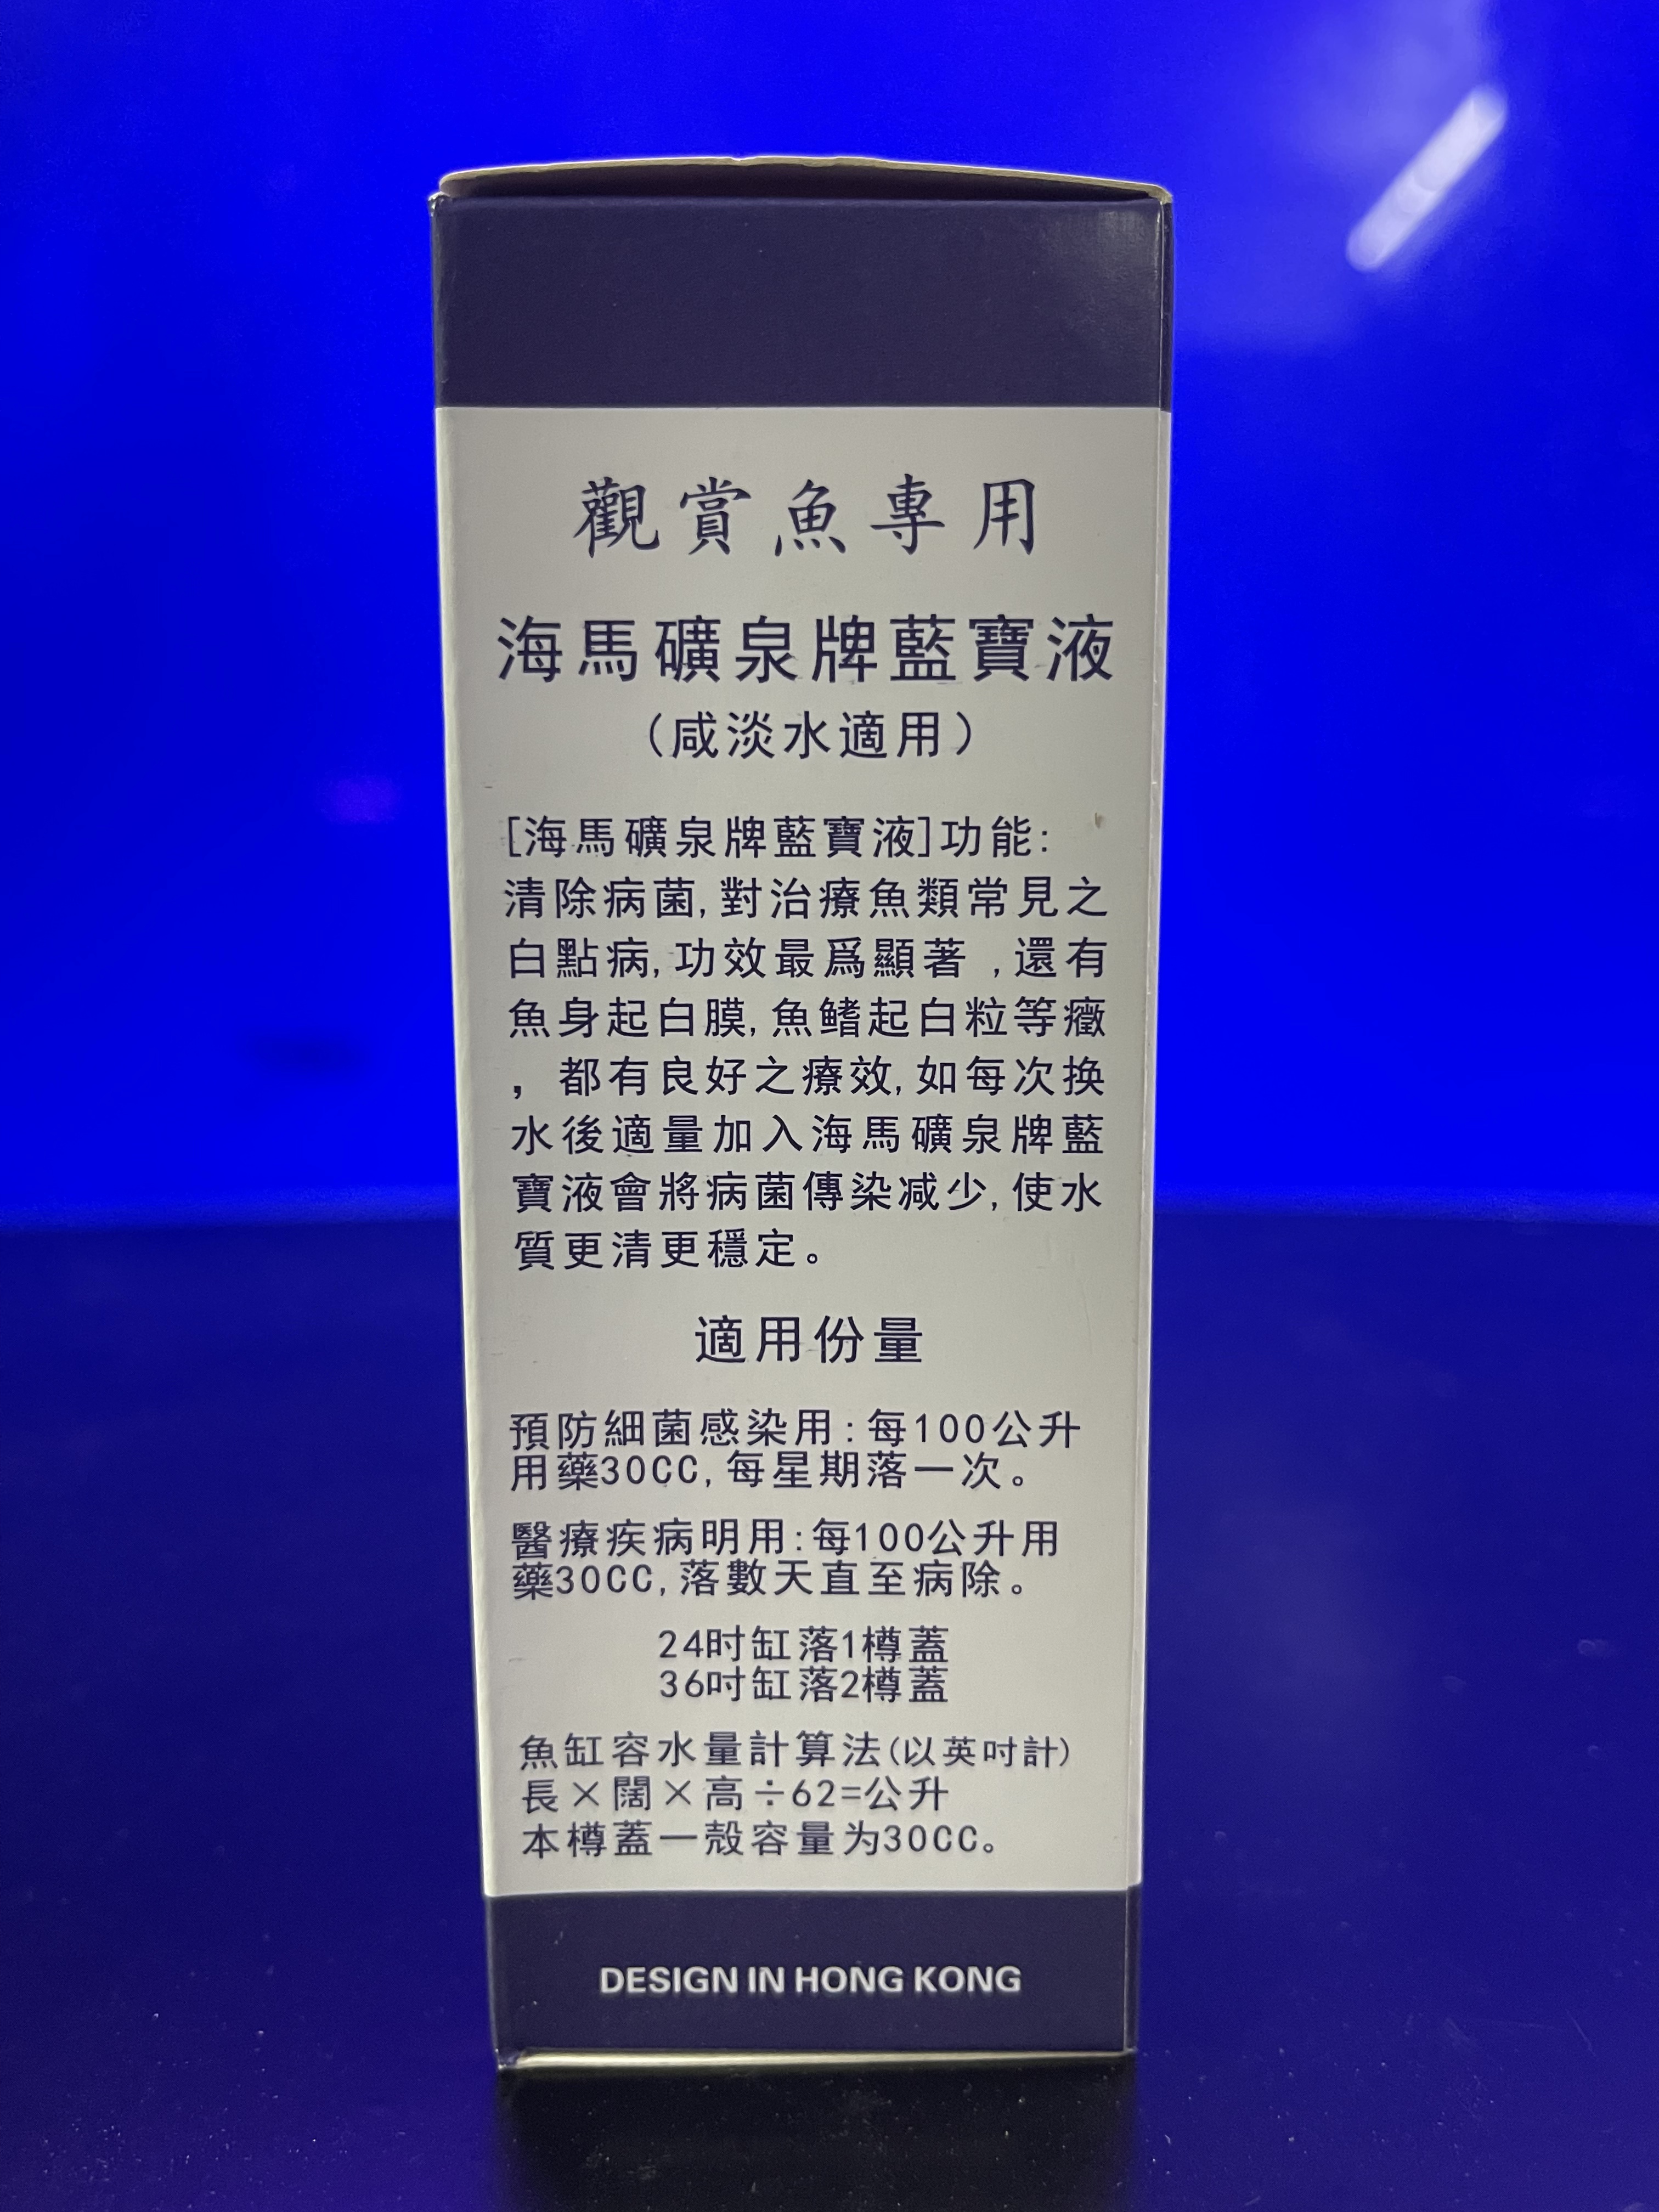 觀賞魚專用
海馬礦泉牌藍寶液
(咸淡水適用)
[海馬礦泉牌藍寶液]功能:
清除病菌,對治療魚類常見之
白點病,功效最爲顯著,還有
魚身起白膜,魚鰭起白粒等癥
，都有良好之療效,如每次换
水後適量加入海馬礦泉牌藍
寶液會將病菌傳染减少,使水
質更清更穩定。
適用份量
預防細菌感染用:每100公升
用藥30CC,每星期落一次。
醫療疾病明用:每100公升用
藥30CC,落數天直至病除。
24时缸落1樽蓋
36吋缸落2樽蓋
魚缸容水量計算法(以英吋計)
長×闊×高÷62=公升
本樽蓋一殼容量为30CC。
DESIGN IN HONG KONG